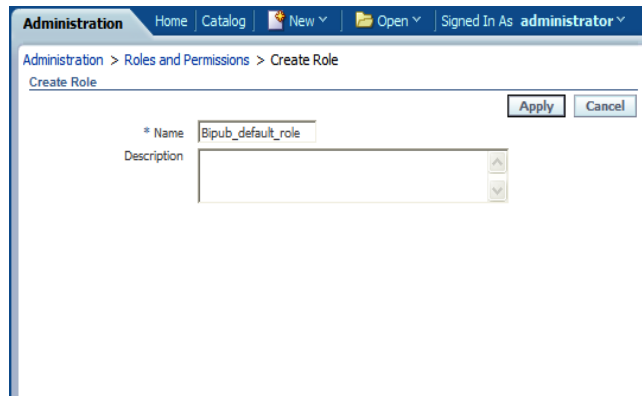 Administration Home Catalog New Open Signed In As administrator
Administration > Roles and Permissions > Create Role
Create Role
Apply Cancel
* Name Bipub_default_role
Description